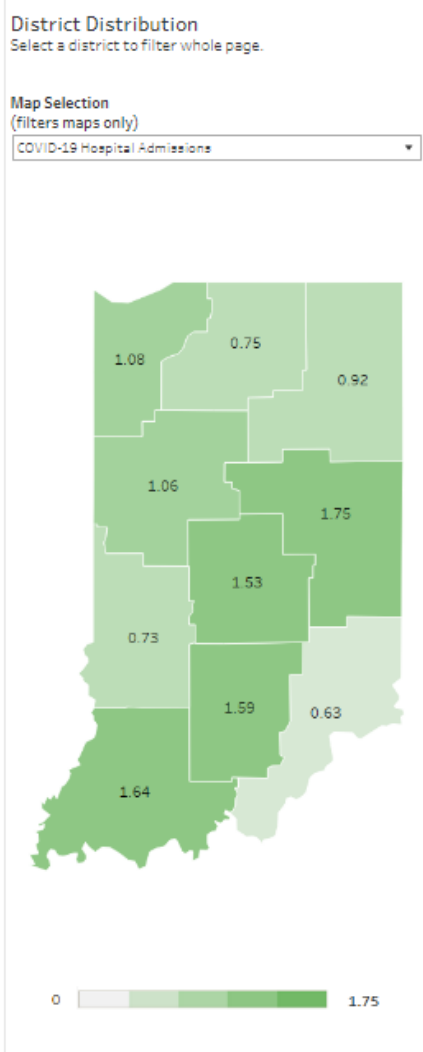 District Distribution
Select a district to filter whole page.
Map Selection
(filters maps only)
COVID-19 Hospital Admissions
1.08
0.75
0.92
1.06
1.75
1.53
0.73
1.59
0.63
1.64
0
1.75